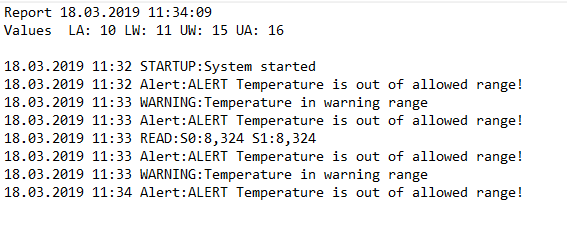 Report 18.03.2019 11:34:09
Values  LA: 10 LW: 11 UW: 15 UA: 16

18.03.2019 11:32 STARTUP:System started
18.03.2019 11:32 Alert:ALERT Temperature is out of allowed range!
18.03.2019 11:33 WARNING:Temperature in warning range
18.03.2019 11:33 Alert:ALERT Temperature is out of allowed range!
18.03.2019 11:33 READ:S0:8,324 S1:8,324
18.03.2019 11:33 Alert:ALERT Temperature is out of allowed range!
18.03.2019 11:33 WARNING:Temperature in warning range
18.03.2019 11:34 Alert:ALERT Temperature is out of allowed range!